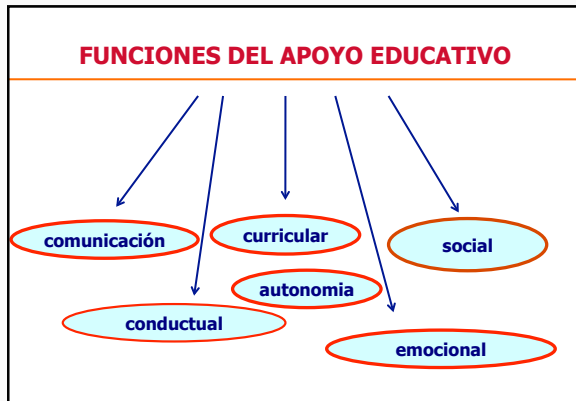 FUNCIONES DEL APOYO EDUCATIVO
comunicación
curricular
social
autonomia
conductual
emocional